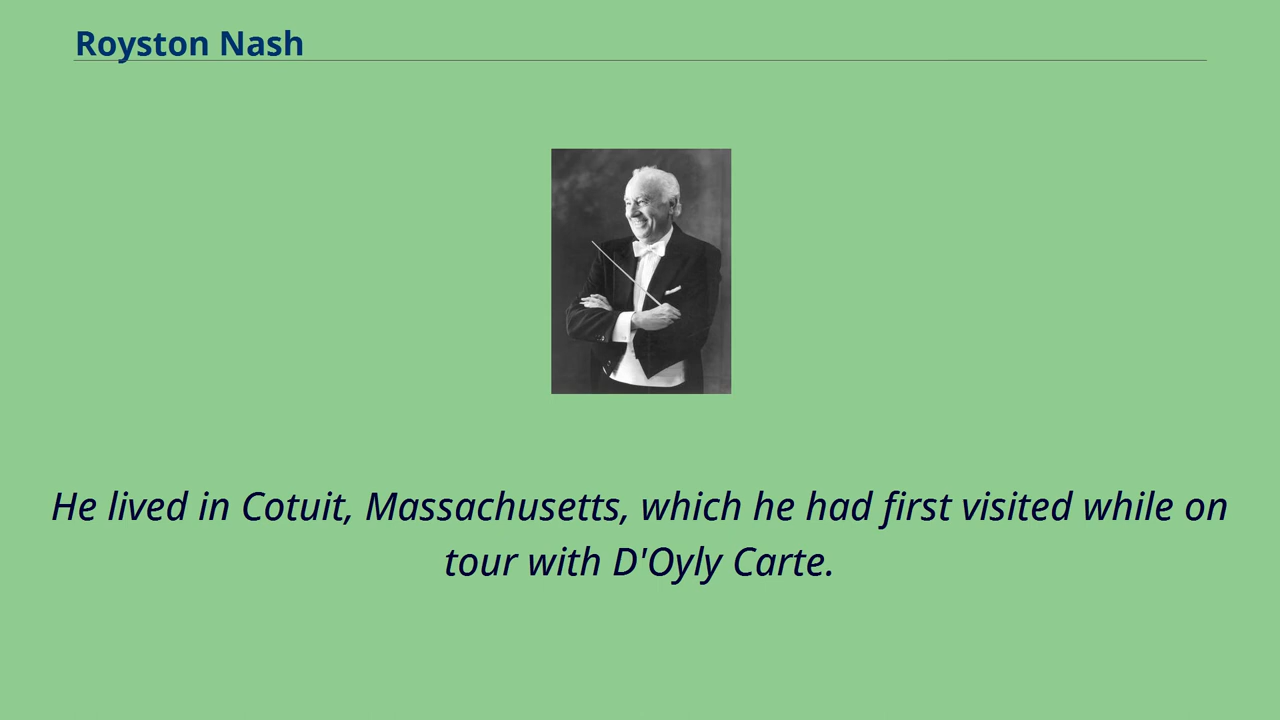 Royston Nash
He lived in Cotuit, Massachusetts, which he had first visited while on
tour with D'Oyly Carte.